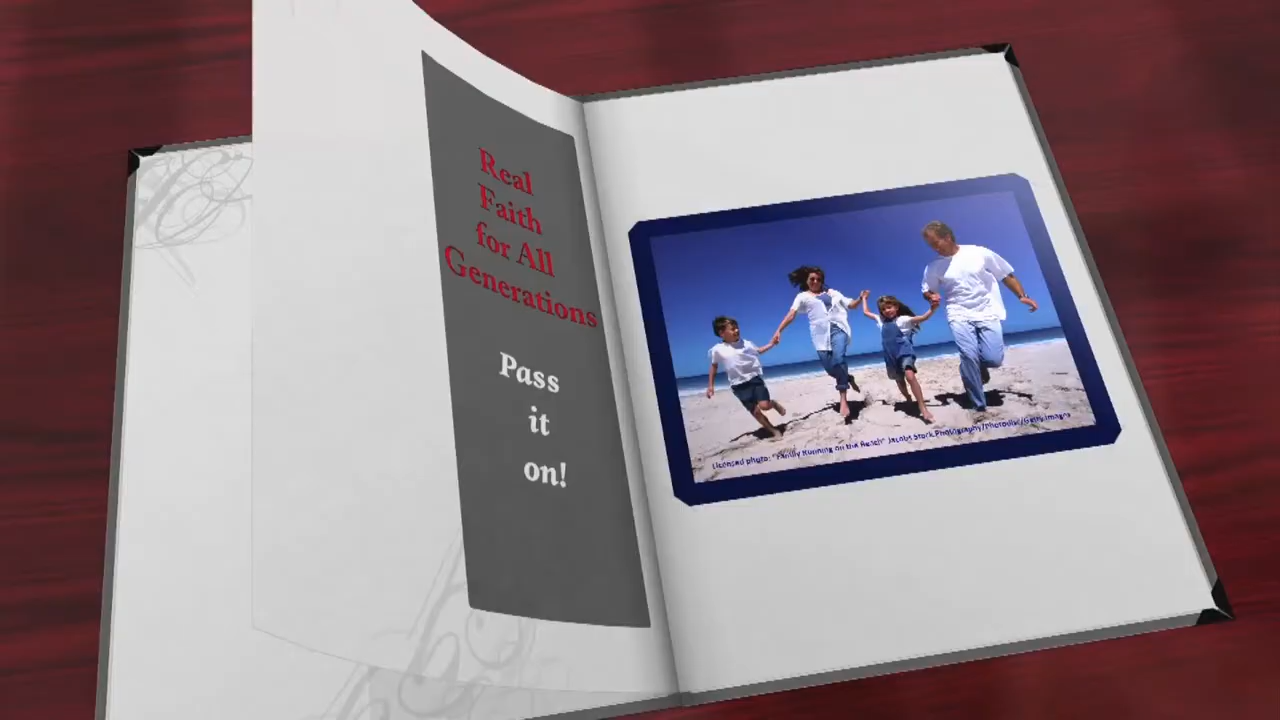 Real
Faith
for All
Generations
Pass
it
on!
Licensed photo: "Family Running on the Beach" Jacobs Stock Photography/Photodisc/Getty Images